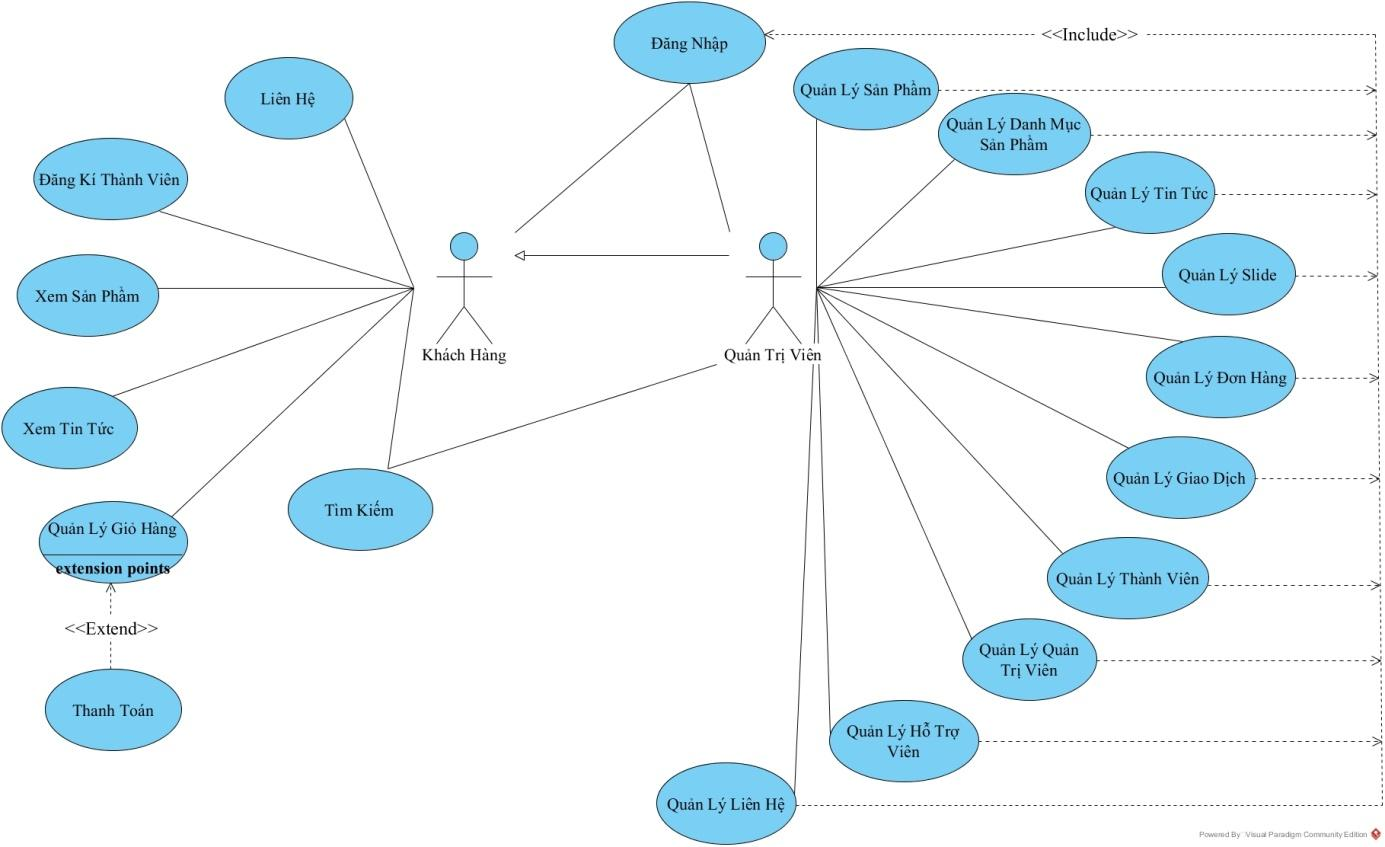 Đăng Nhập
<<Include>>
Liên Hệ
Quản Lý Sản Phẩm
Quản Lý Danh Mục
Sản Phẩm
Đăng Kí Thành Viên
Quản Lý Tin Tức
Xem Sản Phẩm
Quản Lý Slide
Khách Hàng
Quản Trị Viên
Quản Lý Đơn Hàng
Xem Tin Tức
Quản Lý Giao Dịch
Tìm Kiếm
Quản Lý Giỏ Hàng
extension points
Quản Lý Thành Viên
<<Extend>>
Quản Lý Quản
Trị Viên
Thanh Toán
Quản Lý Hỗ Trợ
Viên
Quản Lý Liên Hệ
Powered By Visual Paradigm Community Edition